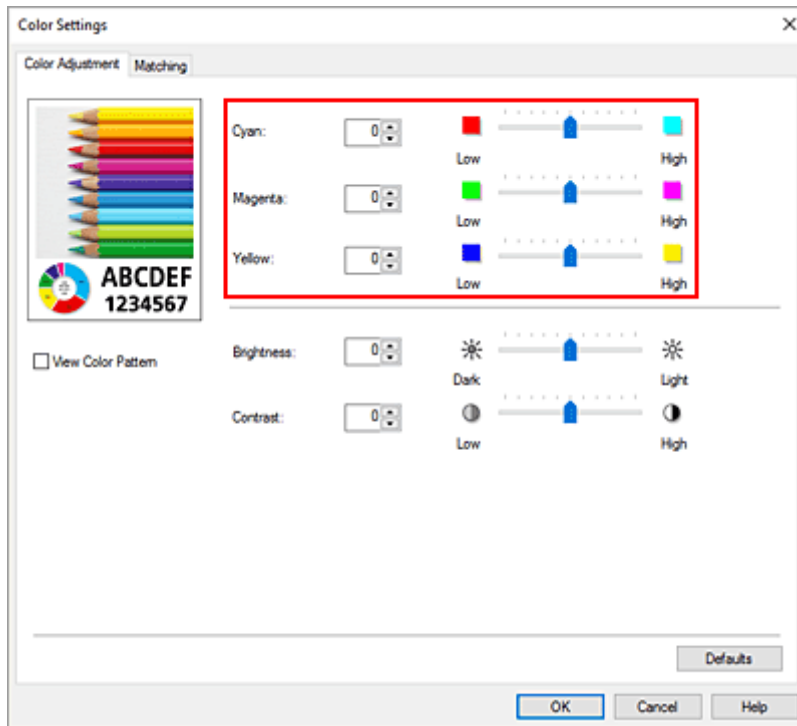 Color Settings
Color Adjustment Matching
Cyan: 0
Low High
Magenta: 0
Low High
Yellow: 0
Low High
ABCDEF
1234567
View Color Pattern
Brightness: 0
Dark Light
Contrast: 0
Low High
Defaults
OK Cancel Help